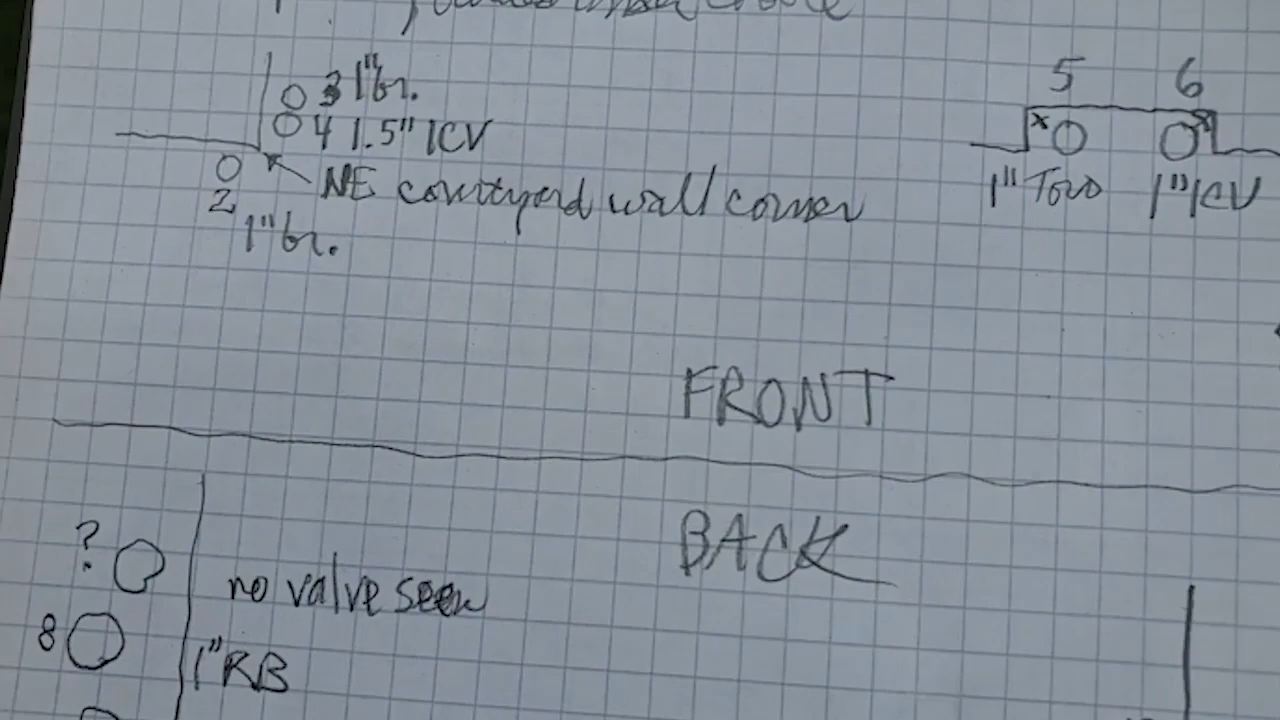 3 1" br.
4 1.5" ICV
2
NE courtyard wall corner
1" br.
5 6
x x
1" Toro 1" ICV
FRONT
BACK
?
no valve seen
8
1" RB